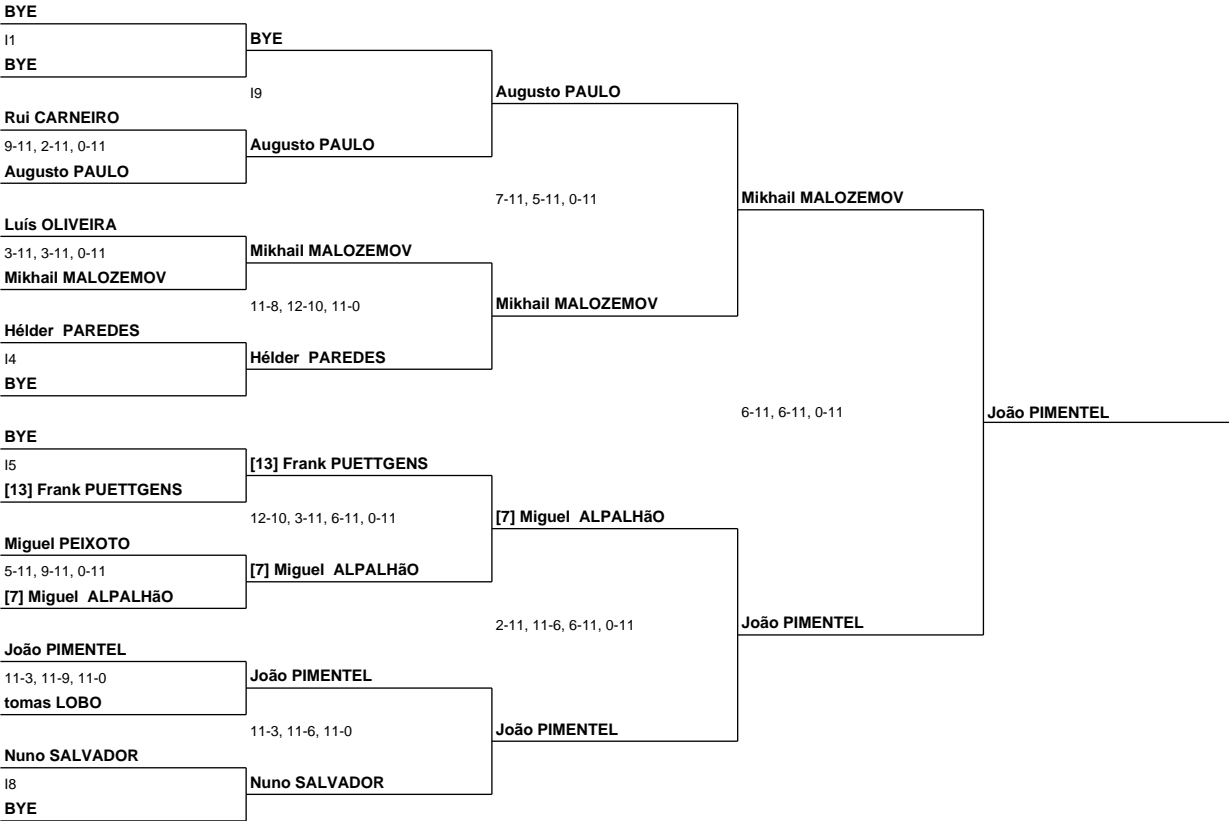 BYE
I1
BYE
BYE
I9
Augusto PAULO
Rui CARNEIRO
9-11, 2-11, 0-11
Augusto PAULO
Augusto PAULO
7-11, 5-11, 0-11
Mikhail MALOZEMOV
Luís OLIVEIRA
3-11, 3-11, 0-11
Mikhail MALOZEMOV
Mikhail MALOZEMOV
11-8, 12-10, 11-0
Mikhail MALOZEMOV
Hélder  PAREDES
I4
Hélder  PAREDES
BYE
6-11, 6-11, 0-11
João PIMENTEL
BYE
I5
[13] Frank PUETTGENS
[13] Frank PUETTGENS
12-10, 3-11, 6-11, 0-11
[7] Miguel  ALPALHãO
Miguel PEIXOTO
5-11, 9-11, 0-11
[7] Miguel  ALPALHãO
[7] Miguel  ALPALHãO
2-11, 11-6, 6-11, 0-11
João PIMENTEL
João PIMENTEL
11-3, 11-9, 11-0
João PIMENTEL
tomas LOBO
11-3, 11-6, 11-0
João PIMENTEL
Nuno SALVADOR
I8
Nuno SALVADOR
BYE